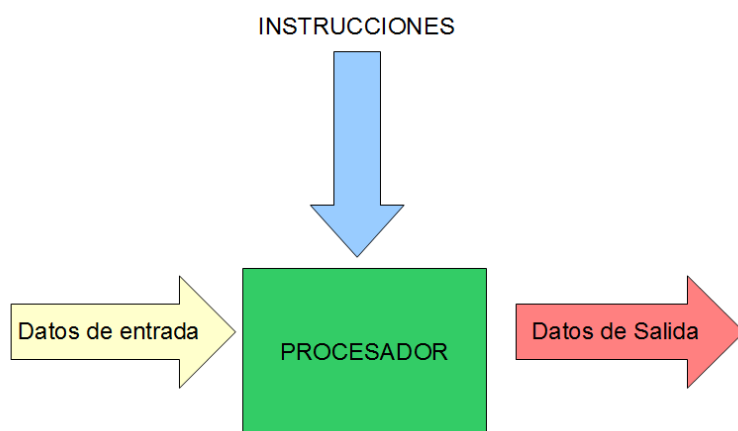 INSTRUCCIONES
Datos de entrada
PROCESADOR
Datos de Salida